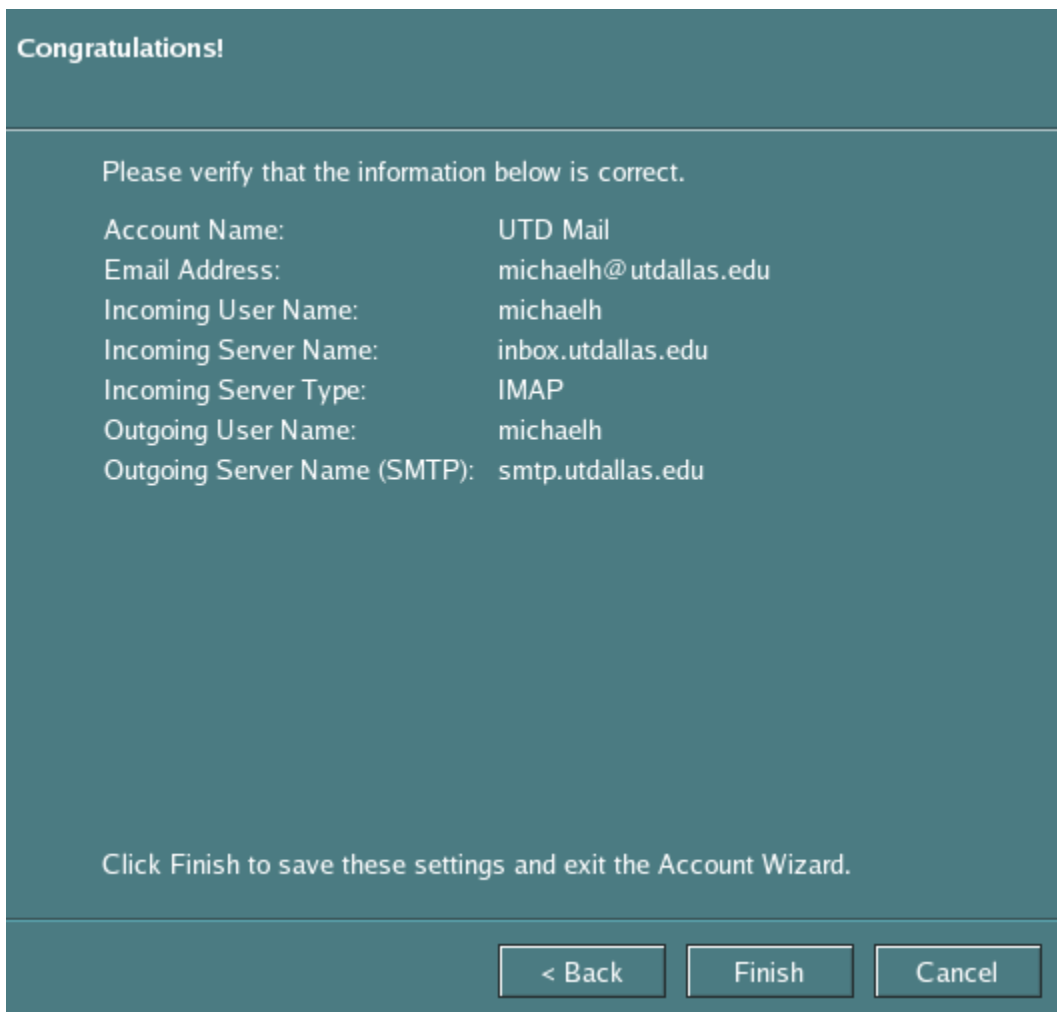 Congratulations!
Please verify that the information below is correct.
Account Name: UTD Mail
Email Address: michaelh@utdallas.edu
Incoming User Name: michaelh
Incoming Server Name: inbox.utdallas.edu
Incoming Server Type: IMAP
Outgoing User Name: michaelh
Outgoing Server Name (SMTP): smtp.utdallas.edu
Click Finish to save these settings and exit the Account Wizard.
< Back Finish Cancel